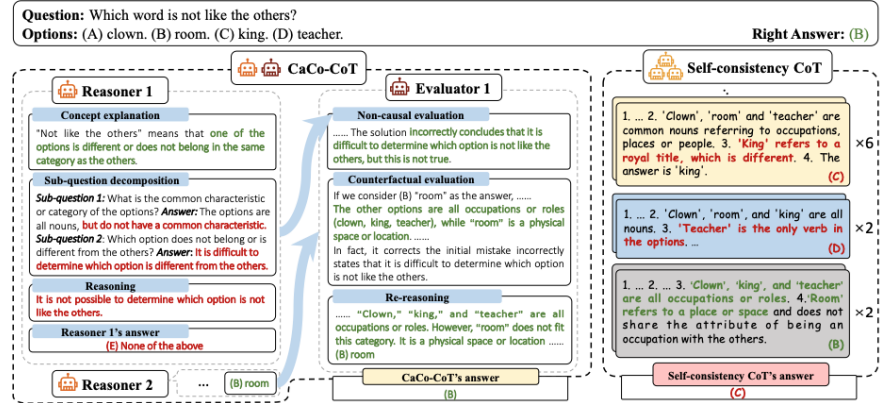 Question: Which word is not like the others?
Options: (A) clown. (B) room. (C) king. (D) teacher.
Right Answer: (B)
CaCo-CoT
Reasoner 1
Concept explanation
"Not like the others" means that one of the
options is different or does not belong in the same
category as the others.
Sub-question decomposition
Sub-question 1: What is the common characteristic
or category of the options? Answer: The options are
all nouns, but do not have a common characteristic.
Sub-question 2: Which option does not belong or is
different from the others? Answer: It is difficult to
determine which option is different from the others.
Reasoning
It is not possible to determine which option is not
like the others.
Reasoner 1's answer
(E) None of the above
Reasoner 2
...
(B) room
Evaluator 1
Non-causal evaluation
...... The solution incorrectly concludes that it is
difficult to determine which option is not like the
others, but this is not true.
Counterfactual evaluation
If we consider (B) "room" as the answer, ......
The other options are all occupations or roles
(clown, king, teacher), while "room" is a physical
space or location. ......
In fact, it corrects the initial mistake incorrectly
states that it is difficult to determine which option
is not like the others.
Re-reasoning
...... "Clown," "king," and "teacher" are all
occupations or roles. However, "room" does not fit
this category. It is a physical space or location ......
(B) room
CaCo-CoT's answer
(B)
Self-consistency CoT
1. ... 2. 'Clown', 'room' and 'teacher' are
common nouns referring to occupations,
places or people. 3. 'King' refers to a
royal title, which is different. 4. The
answer is 'king'.
(C)
×6
1. ... 2. 'Clown', 'room', and 'king' are all
nouns. 3. 'Teacher' is the only verb in
the options. ...
(D)
×2
1. ... 2. ... 3. 'Clown', 'king', and 'teacher'
are all occupations or roles. 4.'Room'
refers to a place or space and does not
share the attribute of being an
occupation with the others.
(B)
×2
Self-consistency CoT's answer
(C)